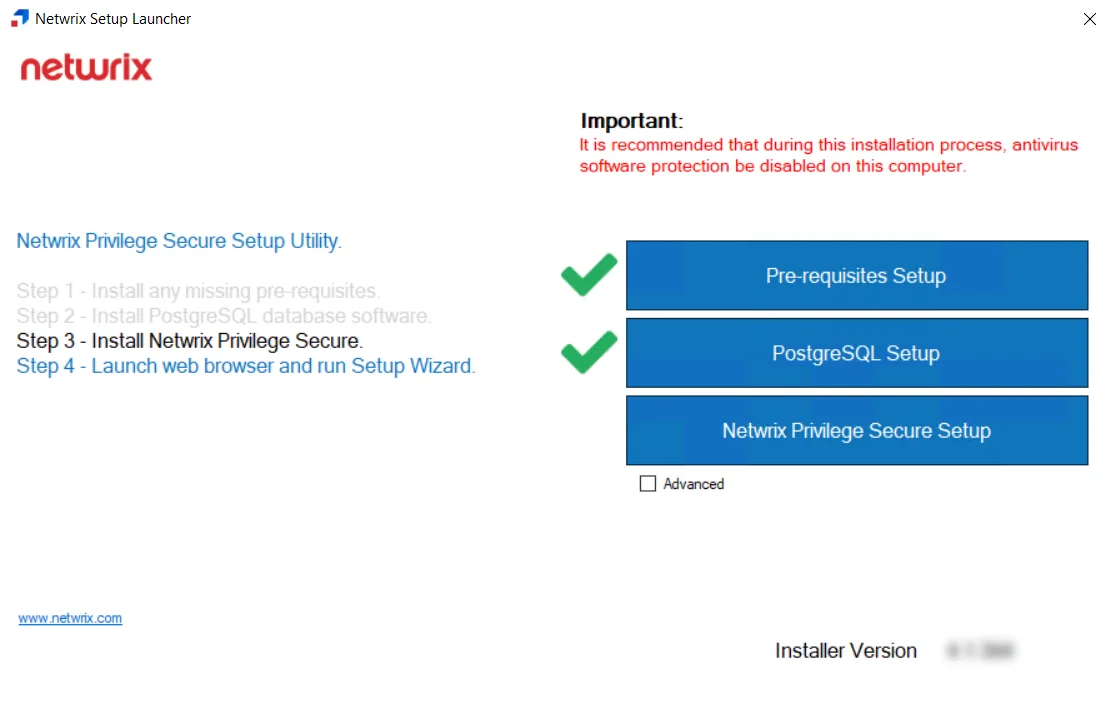 Netwrix Setup Launcher
netwrix
Important:
It is recommended that during this installation process, antivirus
software protection be disabled on this computer.
Netwrix Privilege Secure Setup Utility.
Step 1 - Install any missing pre-requisites.
Step 2 - Install PostgreSQL database software.
Step 3 - Install Netwrix Privilege Secure.
Step 4 - Launch web browser and run Setup Wizard.
Pre-requisites Setup
PostgreSQL Setup
Netwrix Privilege Secure Setup
Advanced
www.netwrix.com
Installer Version